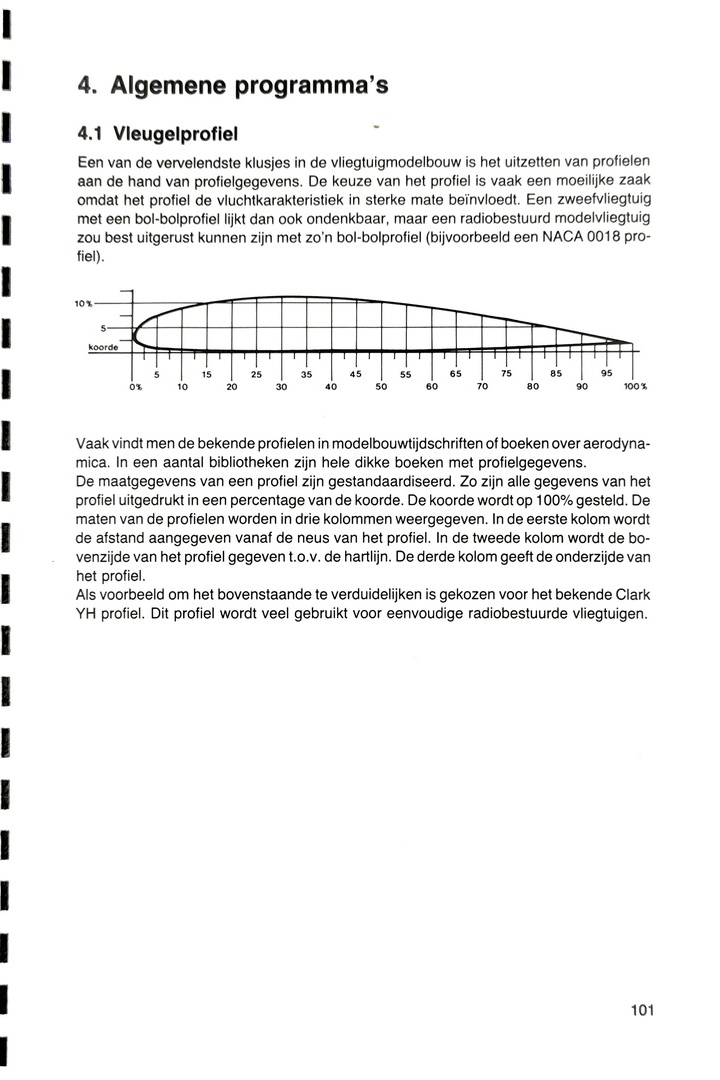 4. Algemene programma's
4.1 Vleugelprofiel
Een van de vervelendste klusjes in de vliegtuigmodelbouw is het uitzetten van profielen
aan de hand van profielgegevens. De keuze van het profiel is vaak een moeilijke zaak
omdat het profiel de vluchtkarakteristiek in sterke mate beïnvloedt. Een zweefvliegtuig
met een bol-bolprofiel lijkt dan ook ondenkbaar, maar een radiobestuurd modelvliegtuig
zou best uitgerust kunnen zijn met zo'n bol-bolprofiel (bijvoorbeeld een NACA 0018 pro-
fiel).
10%
5
koorde
5 15 25 35 45 55 65 75 85 95
0% 10 20 30 40 50 60 70 80 90 100%
Vaak vindt men de bekende profielen in modelbouwtijdschriften of boeken over aerodyna-
mica. In een aantal bibliotheken zijn hele dikke boeken met profielgegevens.
De maatgegevens van een profiel zijn gestandaardiseerd. Zo zijn alle gegevens van het
profiel uitgedrukt in een percentage van de koorde. De koorde wordt op 100% gesteld. De
maten van de profielen worden in drie kolommen weergegeven. In de eerste kolom wordt
de afstand aangegeven vanaf de neus van het profiel. In de tweede kolom wordt de bo-
venzijde van het profiel gegeven t.o.v. de hartlijn. De derde kolom geeft de onderzijde van
het profiel.
Als voorbeeld om het bovenstaande te verduidelijken is gekozen voor het bekende Clark
YH profiel. Dit profiel wordt veel gebruikt voor eenvoudige radiobestuurde vliegtuigen.
101